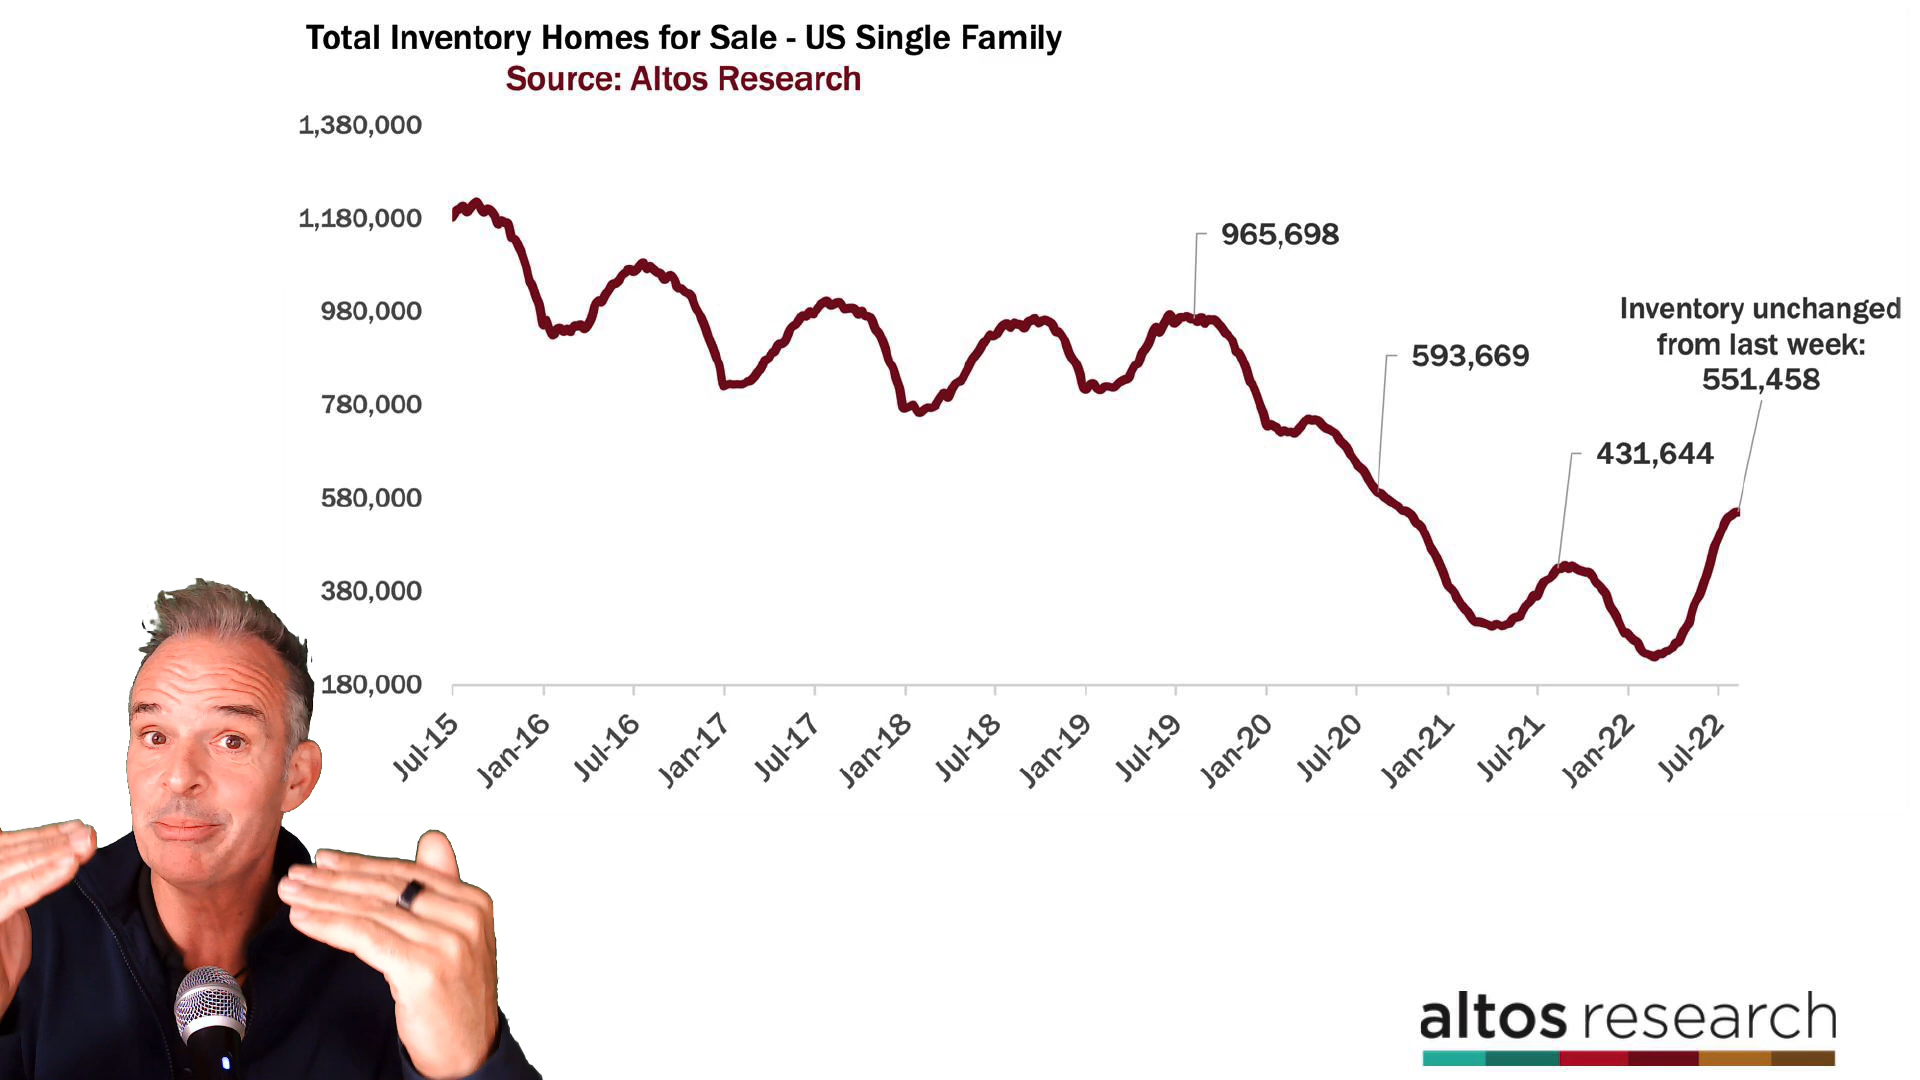 Total Inventory Homes for Sale - US Single Family
Source: Altos Research
1,380,000
1,180,000
980,000
780,000
580,000
380,000
180,000
965,698
593,669
431,644
Inventory unchanged
from last week:
551,458
Jul-15
Jan-16
Jul-16
Jan-17
Jul-17
Jan-18
Jul-18
Jan-19
Jul-19
Jan-20
Jul-20
Jan-21
Jul-21
Jan-22
Jul-22
altos research